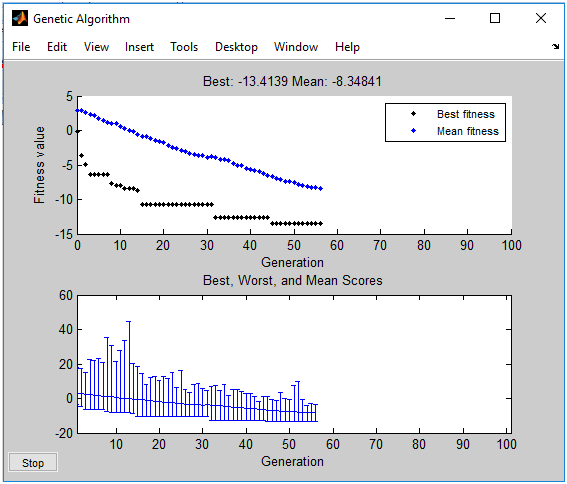 Genetic Algorithm
File Edit View Insert Tools Desktop Window Help
Best: -13.4139 Mean: -8.34841
5
0
-5
-10
-15
Fitness value
Best fitness
Mean fitness
0 10 20 30 40 50 60 70 80 90 100
Generation
Best, Worst, and Mean Scores
60
40
20
0
-20
10 20 30 40 50 60 70 80 90 100
Generation
Stop